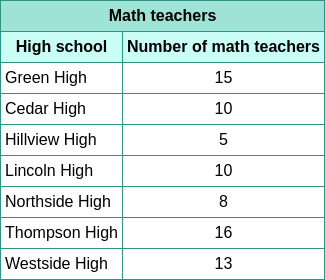 Math teachers
High school Number of math teachers
Green High 15
Cedar High 10
Hillview High 5
Lincoln High 10
Northside High 8
Thompson High 16
Westside High 13